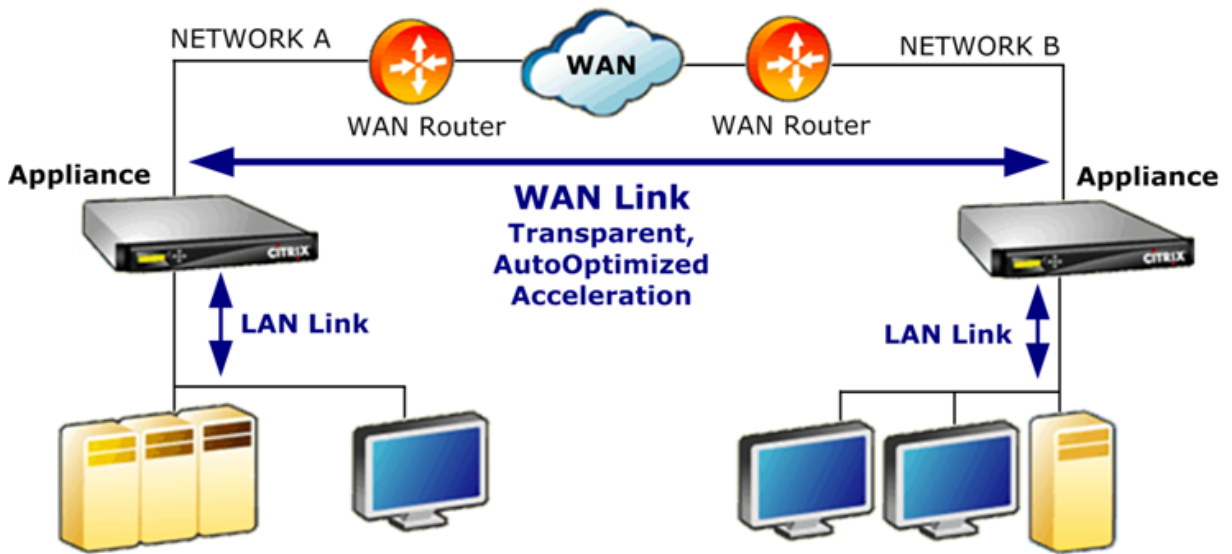 NETWORK A
WAN
NETWORK B
WAN Router
WAN Router
Appliance
Appliance
WAN Link
Transparent,
AutoOptimized
Acceleration
CITRIX
CITRIX
LAN Link
LAN Link